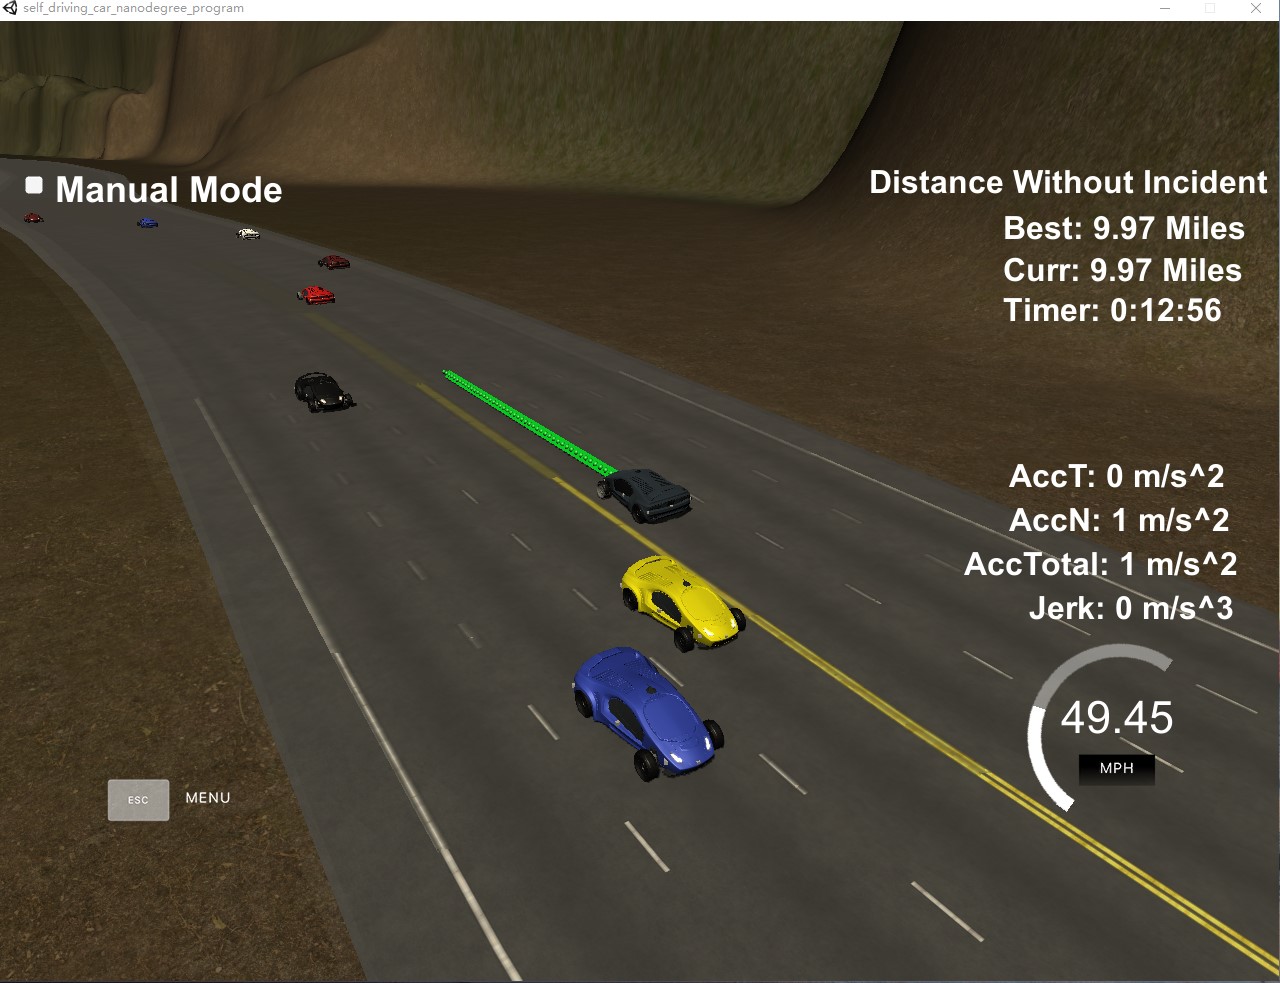 self_driving_car_nanodegree_program
Manual Mode
Distance Without Incident
Best: 9.97 Miles
Curr: 9.97 Miles
Timer: 0:12:56
AccT: 0 m/s^2
AccN: 1 m/s^2
AccTotal: 1 m/s^2
Jerk: 0 m/s^3
49.45
MPH
ESC MENU